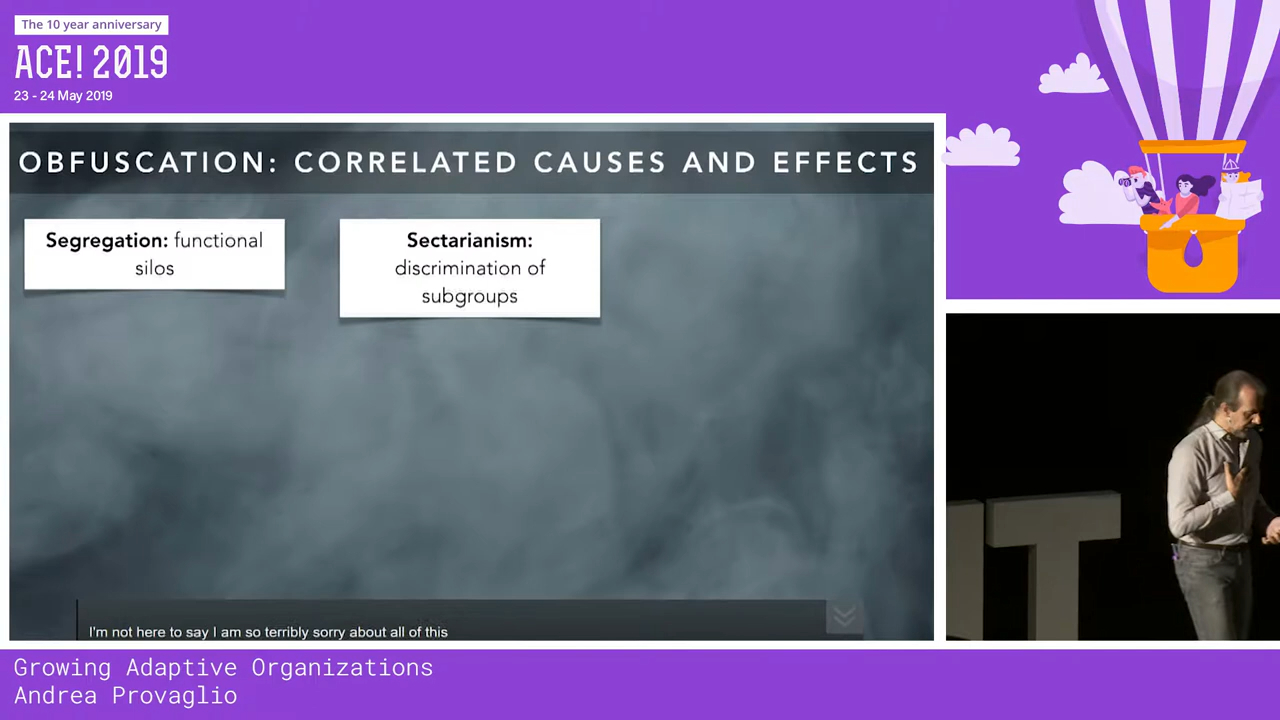 The 10 year anniversary
ACE! 2019
23 - 24 May 2019
OBFUSCATION: CORRELATED CAUSES AND EFFECTS
Segregation: functional
silos
Sectarianism:
discrimination of
subgroups
I'm not here to say I am so terribly sorry about all of this
IT
Growing Adaptive Organizations
Andrea Provaglio